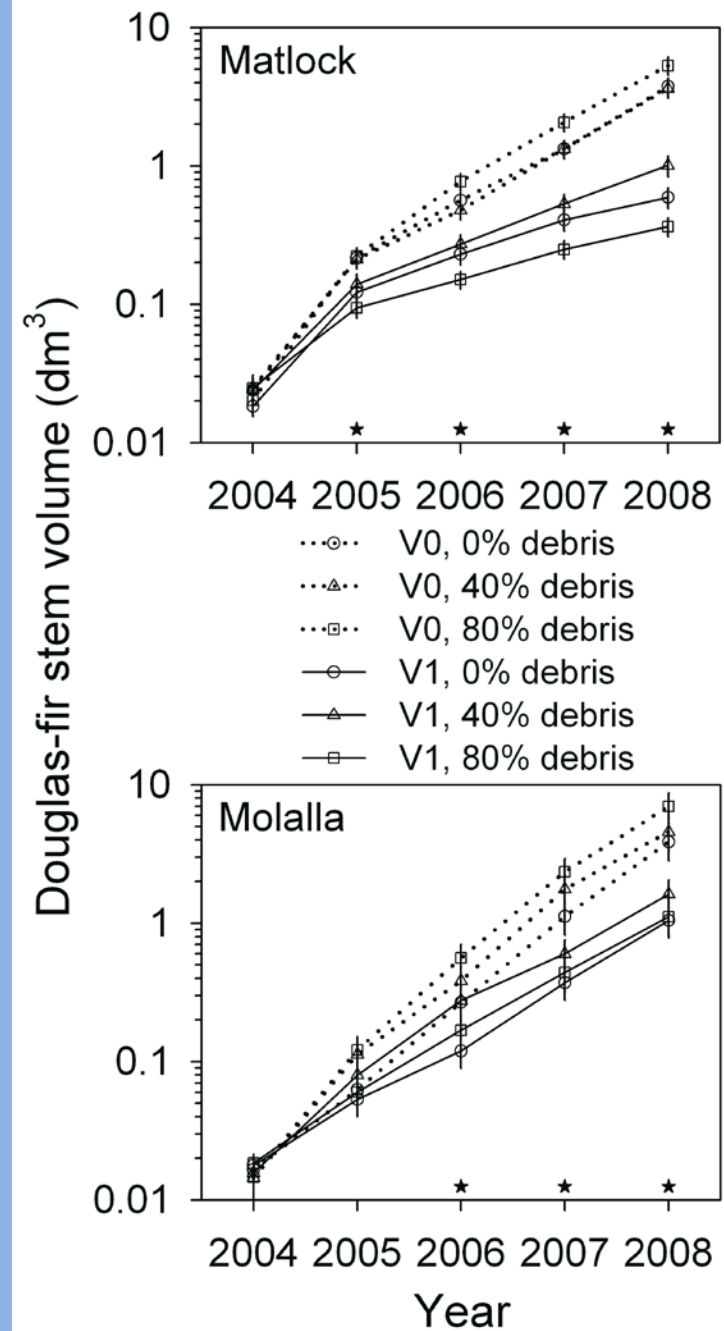 Douglas-fir stem volume (dm³)
Matlock
10
1
0.1
0.01
2004 2005 2006 2007 2008
V0, 0% debris
V0, 40% debris
V0, 80% debris
V1, 0% debris
V1, 40% debris
V1, 80% debris
Molalla
10
1
0.1
0.01
2004 2005 2006 2007 2008
Year